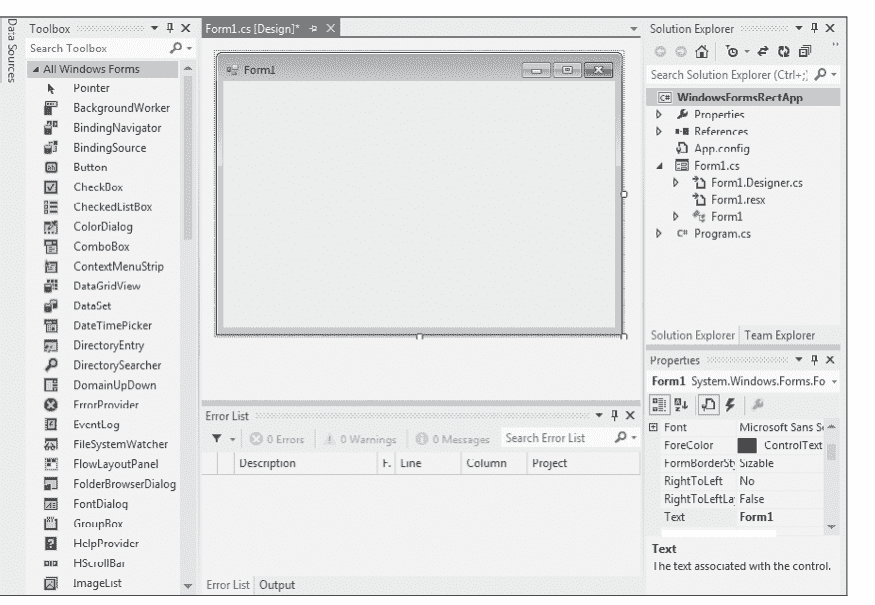 Data Sources
Toolbox
Search Toolbox
All Windows Forms
Pointer
BackgroundWorker
BindingNavigator
BindingSource
Button
CheckBox
CheckedListBox
ColorDialog
ComboBox
ContextMenuStrip
DataGridView
DataSet
DateTimePicker
DirectoryEntry
DirectorySearcher
DomainUpDown
ErrorProvider
EventLog
FileSystemWatcher
FlowLayoutPanel
FolderBrowserDialog
FontDialog
GroupBox
HelpProvider
HScrollBar
ImageList
Form1.cs [Design]*
Form1
Error List
0 Errors
0 Warnings
0 Messages
Search Error List
Description
F.
Line
Column
Project
Error List
Output
Solution Explorer
Search Solution Explorer (Ctrl+;)
C# WindowsFormsRectApp
Properties
References
App.config
Form1.cs
Form1.Designer.cs
Form1.resx
Form1
C# Program.cs
Solution Explorer
Team Explorer
Properties
Form1 System.Windows.Forms.Fo
Font Microsoft Sans S
ForeColor ControlText
FormBorderSty Sizable
RightToLeft No
RightToLeftLa False
Text Form1
Text
The text associated with the control.